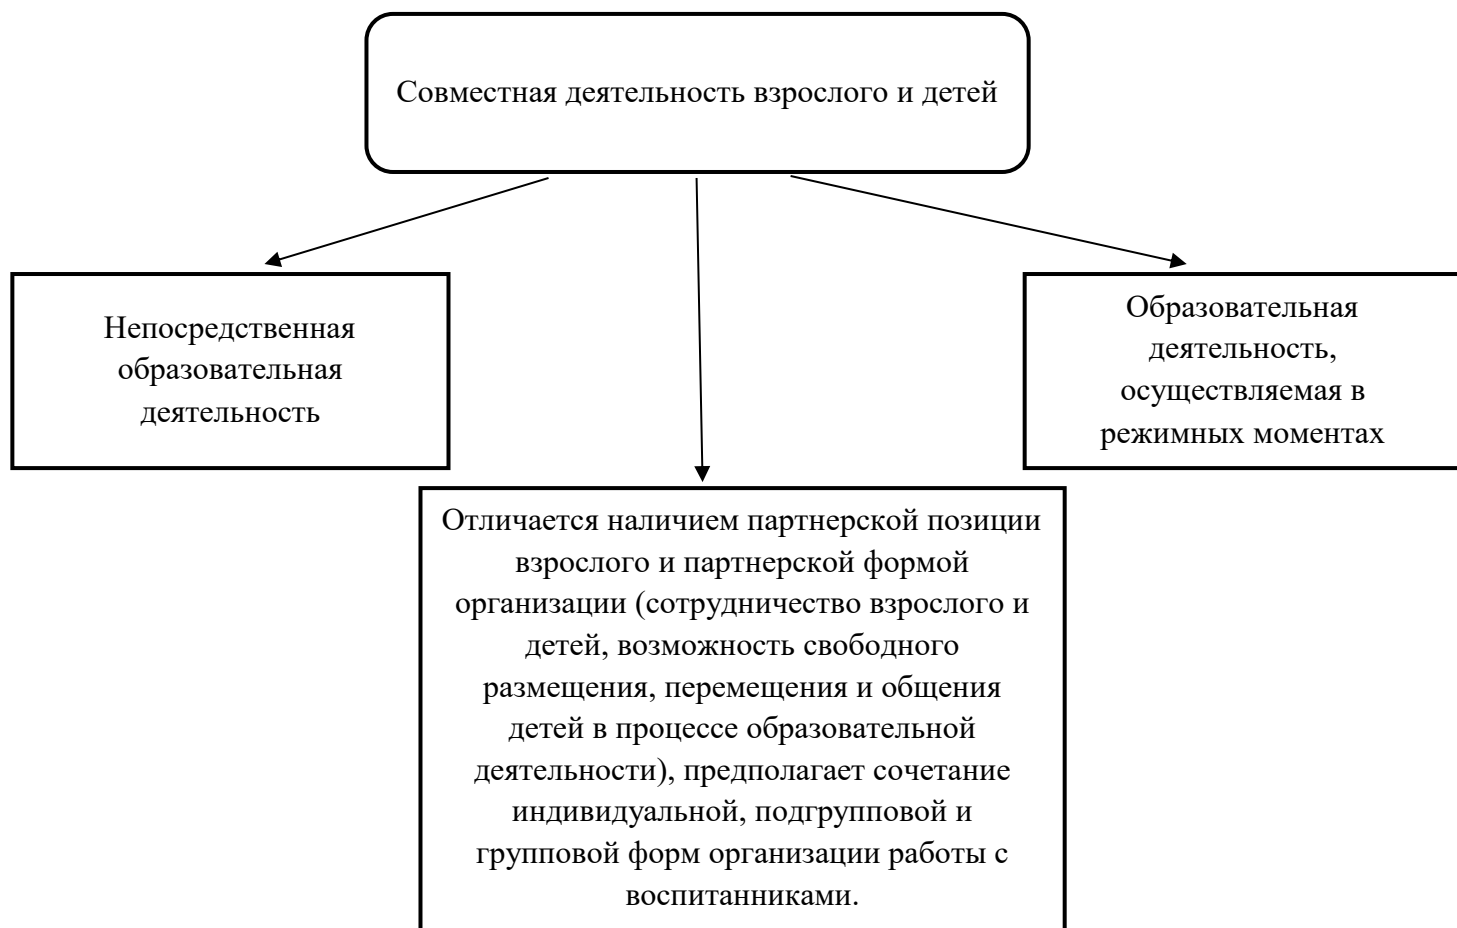 Совместная деятельность взрослого и детей
Непосредственная
образовательная
деятельность
Образовательная
деятельность,
осуществляемая в
режимных моментах
Отличается наличием партнерской позиции
взрослого и партнерской формой
организации (сотрудничество взрослого и
детей, возможность свободного
размещения, перемещения и общения
детей в процессе образовательной
деятельности), предполагает сочетание
индивидуальной, подгрупповой и
групповой форм организации работы с
воспитанниками.